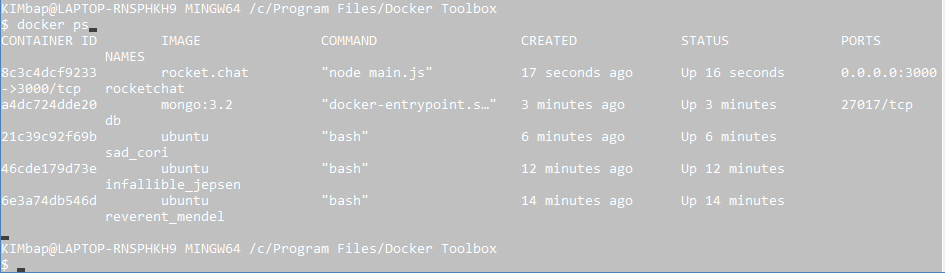 KIMbap@LAPTOP-RNSPHKH9 MINGW64 /c/Program Files/Docker Toolbox
$ docker ps
CONTAINER ID        IMAGE               COMMAND                  CREATED             STATUS              PORTS
             NAMES
8c3c4dcf9233        rocket.chat         "node main.js"           17 seconds ago      Up 16 seconds       0.0.0.0:3000
->3000/tcp   rocketchat
a4dc724dde20        mongo:3.2           "docker-entrypoint.s…"   3 minutes ago       Up 3 minutes        27017/tcp
             db
21c39c92f69b        ubuntu              "bash"                   6 minutes ago       Up 6 minutes
             sad_cori
46cde179d73e        ubuntu              "bash"                   12 minutes ago      Up 12 minutes
             infallible_jepsen
6e3a74db546d        ubuntu              "bash"                   14 minutes ago      Up 14 minutes
             reverent_mendel
KIMbap@LAPTOP-RNSPHKH9 MINGW64 /c/Program Files/Docker Toolbox
$